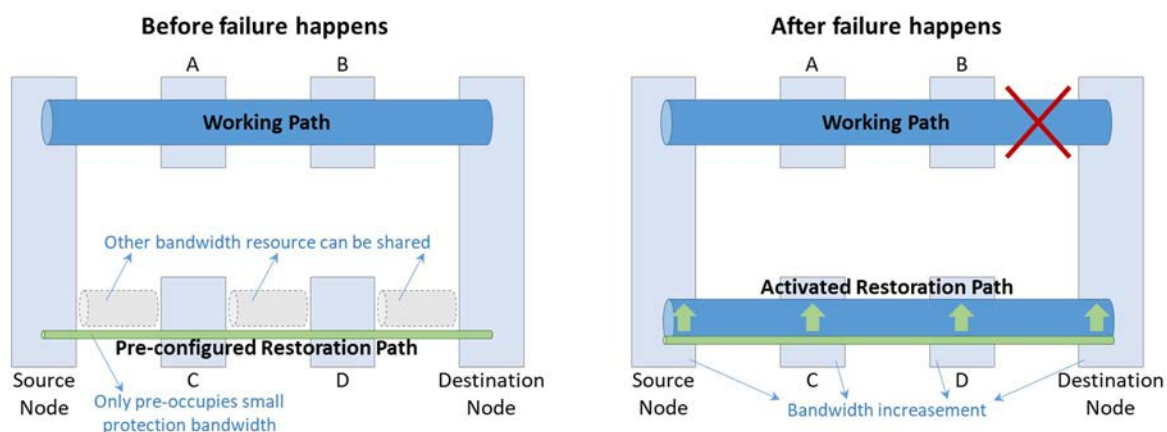 Before failure happens
A
B
Working Path
Other bandwidth resource can be shared
Pre-configured Restoration Path
Source
Node
C
D
Destination
Node
Only pre-occupies small
protection bandwidth
After failure happens
A
B
Working Path
Activated Restoration Path
Source
Node
C
D
Destination
Node
Bandwidth increasement